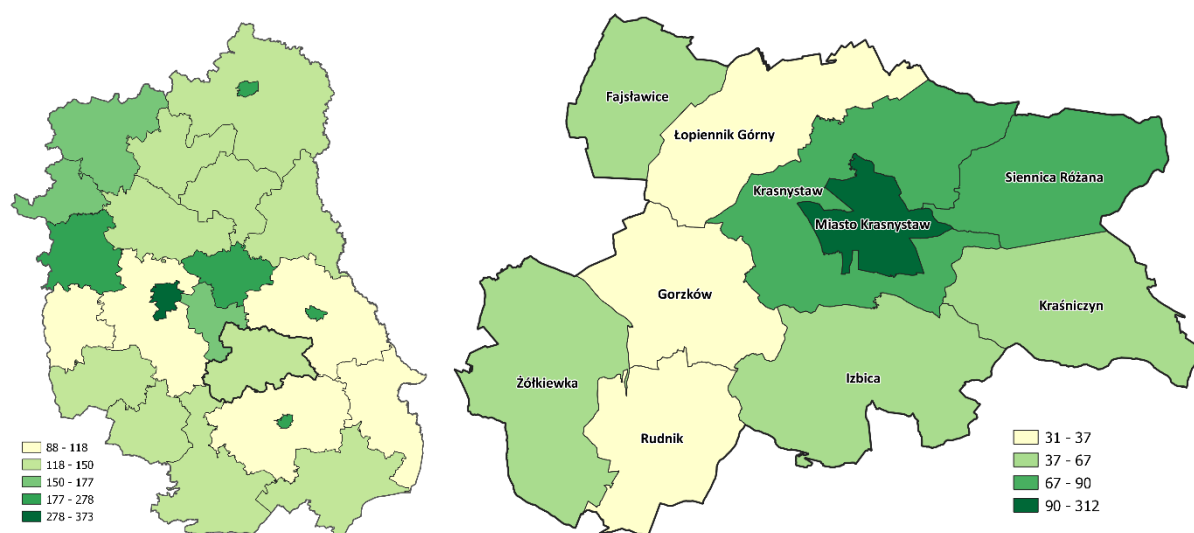 88 - 118
118 - 150
150 - 177
177 - 278
278 - 373
Fajsławice
Łopiennik Górny
Siennica Różana
Krasnystaw
Miasto Krasnystaw
Gorzków
Kraśniczyn
Żółkiewka
Izbica
Rudnik
31 - 37
37 - 67
67 - 90
90 - 312